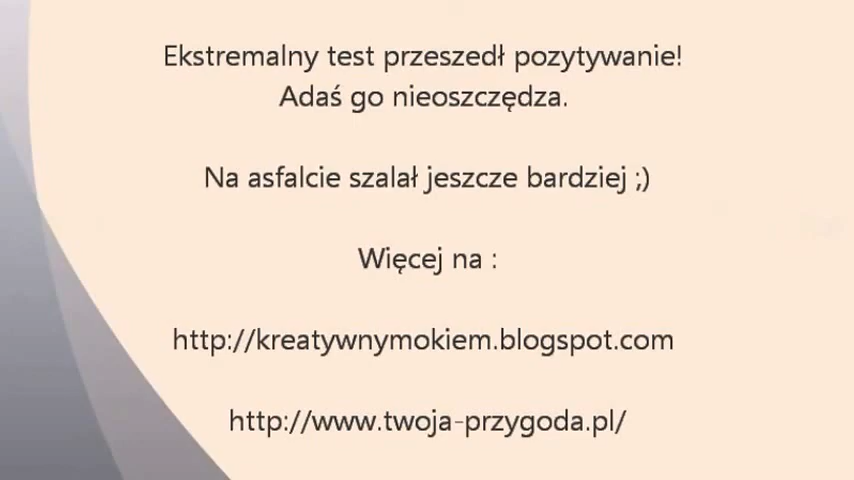 Ekstremalny test przeszedł pozytywanie!
Adaś go nieoszczędza.
Na asfalcie szalał jeszcze bardziej ;)
Więcej na :
http://kreatywnymokiem.blogspot.com
http://www.twoja-przygoda.pl/